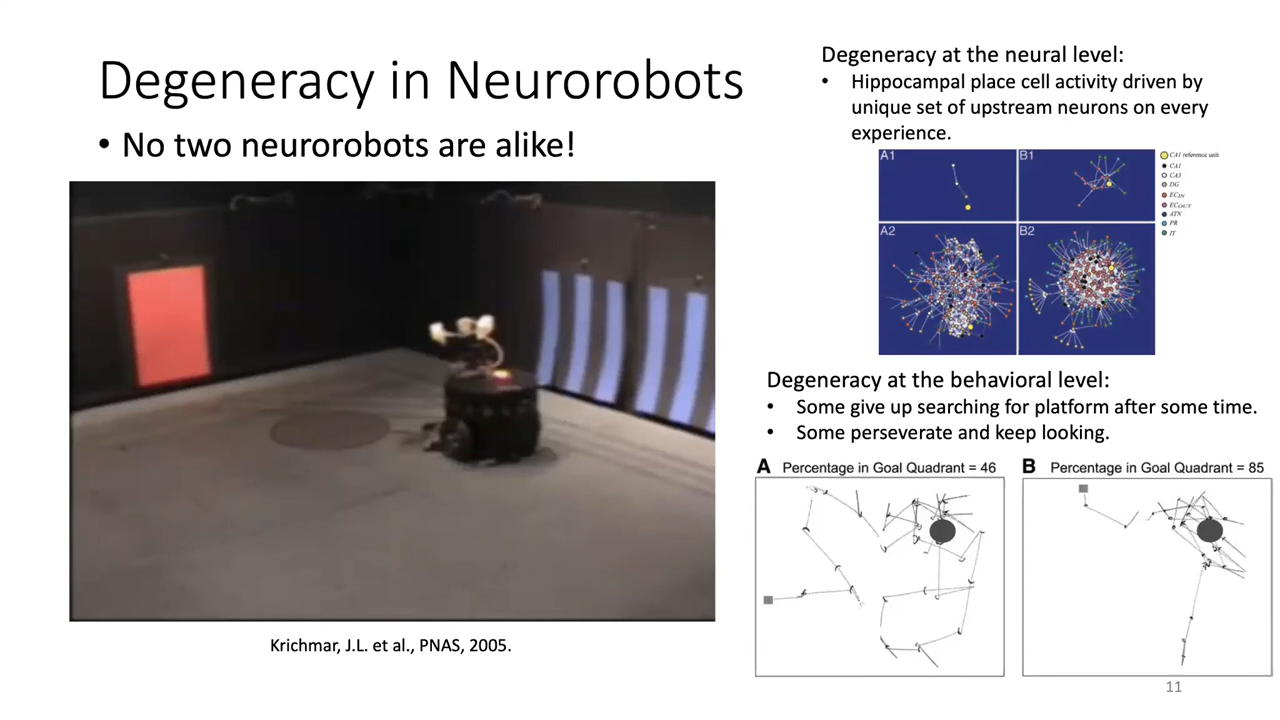 Degeneracy in Neurorobots
• No two neurorobots are alike!
Krichmar, J.L. et al., PNAS, 2005.
Degeneracy at the neural level:
• Hippocampal place cell activity driven by
unique set of upstream neurons on every
experience.
A1
B1
A2
B2
CA1 reference unit
CA1
CA3
DG
ECIN
ECOUT
ATN
PR
IT
Degeneracy at the behavioral level:
• Some give up searching for platform after some time.
• Some perseverate and keep looking.
A Percentage in Goal Quadrant = 46
B Percentage in Goal Quadrant = 85
11